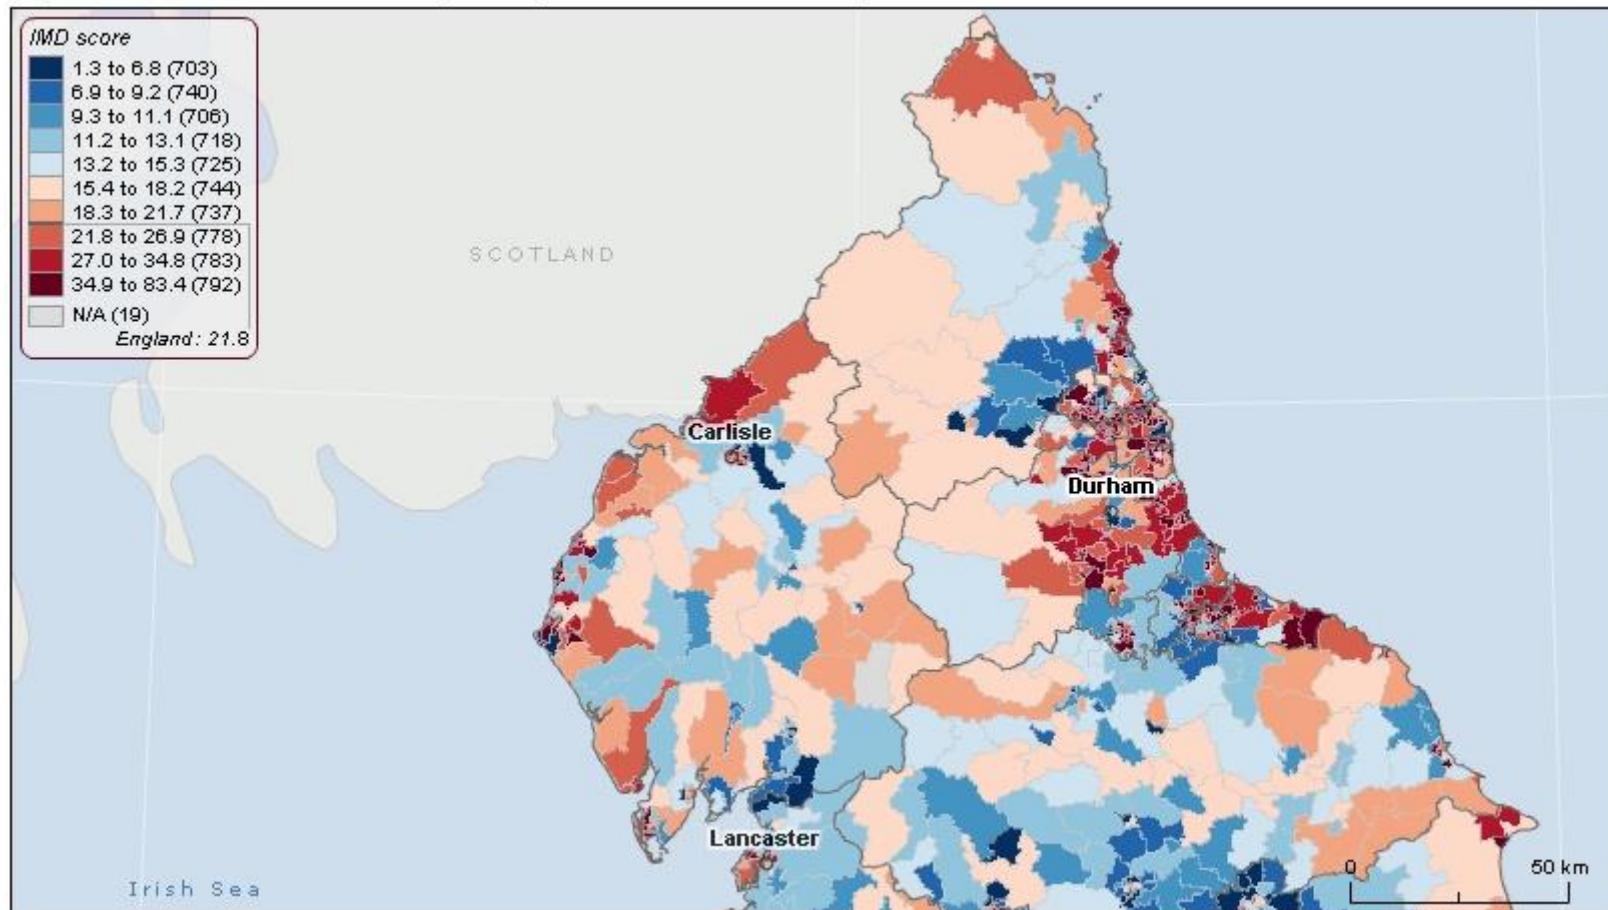 IMD score
1.3 to 6.8 (703)
6.9 to 9.2 (740)
9.3 to 11.1 (706)
11.2 to 13.1 (718)
13.2 to 15.3 (725)
15.4 to 18.2 (744)
18.3 to 21.7 (737)
21.8 to 26.9 (778)
27.0 to 34.8 (783)
34.9 to 83.4 (792)
N/A (19)
England: 21.8
SCOTLAND
Carlisle
Durham
Lancaster
0 50 km
Irish Sea